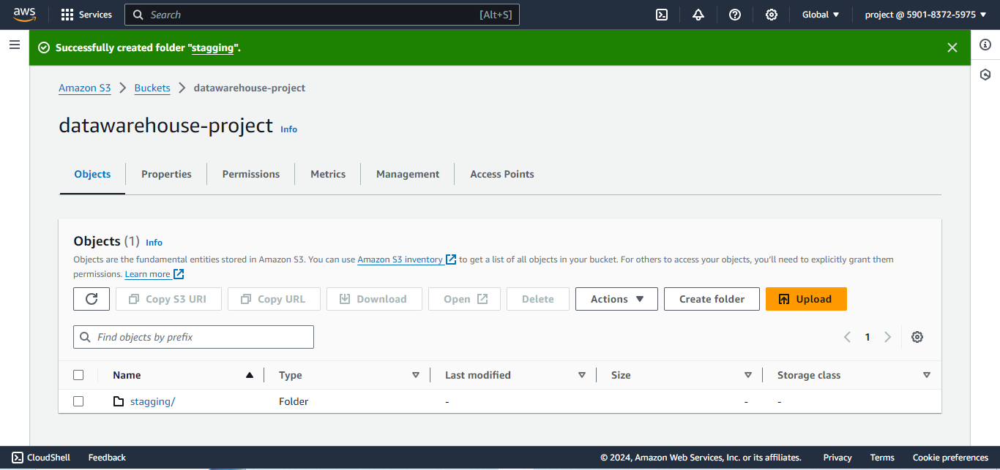 aws Services Search [Alt+S] Global project @ 5901-8372-5975
Successfully created folder "stagging".
Amazon S3 Buckets datawarehouse-project
datawarehouse-project Info
Objects Properties Permissions Metrics Management Access Points
Objects (1) Info
Objects are the fundamental entities stored in Amazon S3. You can use Amazon S3 inventory to get a list of all objects in your bucket. For others to access your objects, you'll need to explicitly grant them
permissions. Learn more
Copy S3 URI Copy URL Download Open Delete Actions Create folder Upload
Find objects by prefix 1
Name Type Last modified Size Storage class
stagging/ Folder - - -
CloudShell Feedback © 2024, Amazon Web Services, Inc. or its affiliates. Privacy Terms Cookie preferences